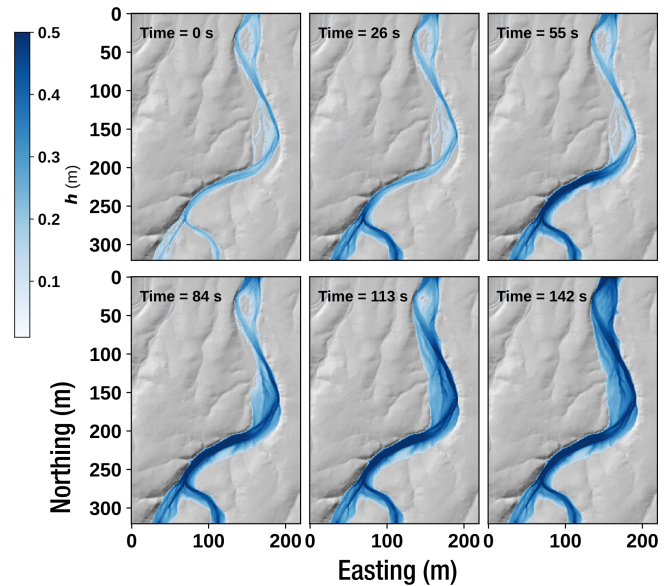 0
50
100
150
200
250
300
Time = 0 s
Time = 26 s
Time = 55 s
0.5
0.4
0.3
0.2
0.1
h (m)
0
50
100
150
200
250
300
Time = 84 s
Time = 113 s
Time = 142 s
Northing (m)
0 100 200 0 100 200 0 100 200
Easting (m)